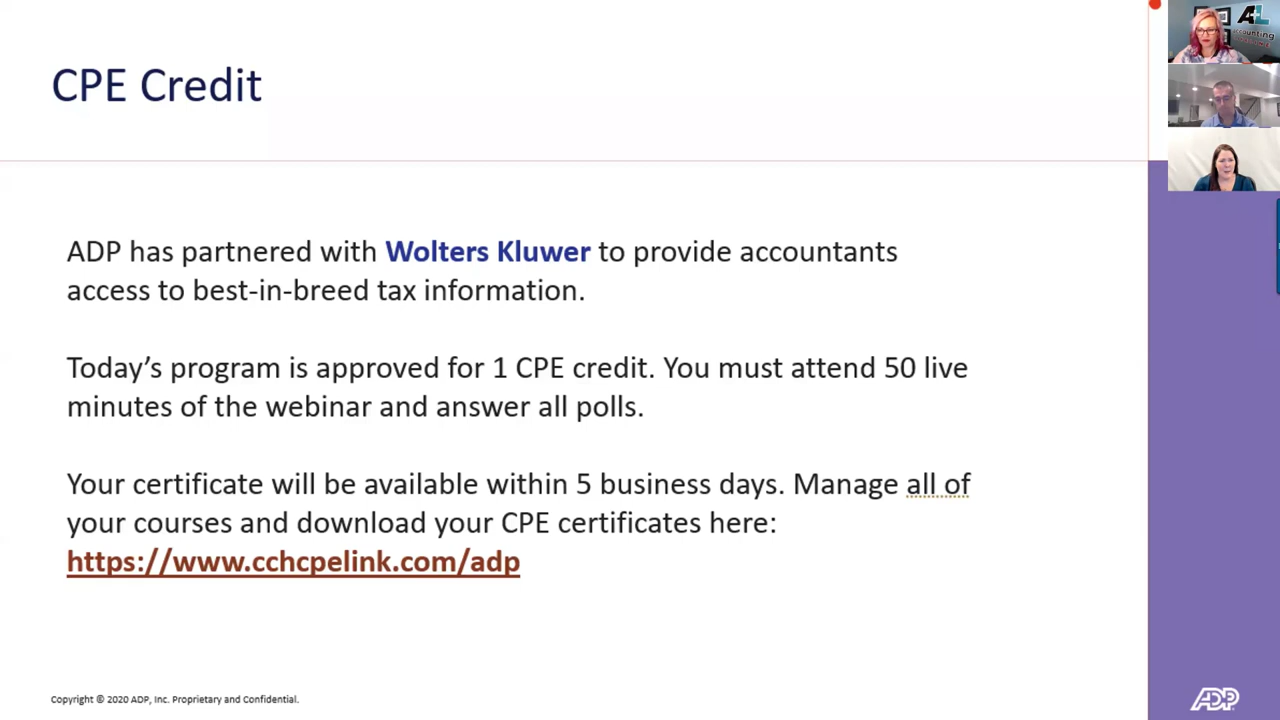 CPE Credit
ADP has partnered with Wolters Kluwer to provide accountants
access to best-in-breed tax information.
Today’s program is approved for 1 CPE credit. You must attend 50 live
minutes of the webinar and answer all polls.
Your certificate will be available within 5 business days. Manage all of
your courses and download your CPE certificates here:
https://www.cchcpelink.com/adp
Copyright © 2020 ADP, Inc. Proprietary and Confidential.
ADP
A+L
accounting